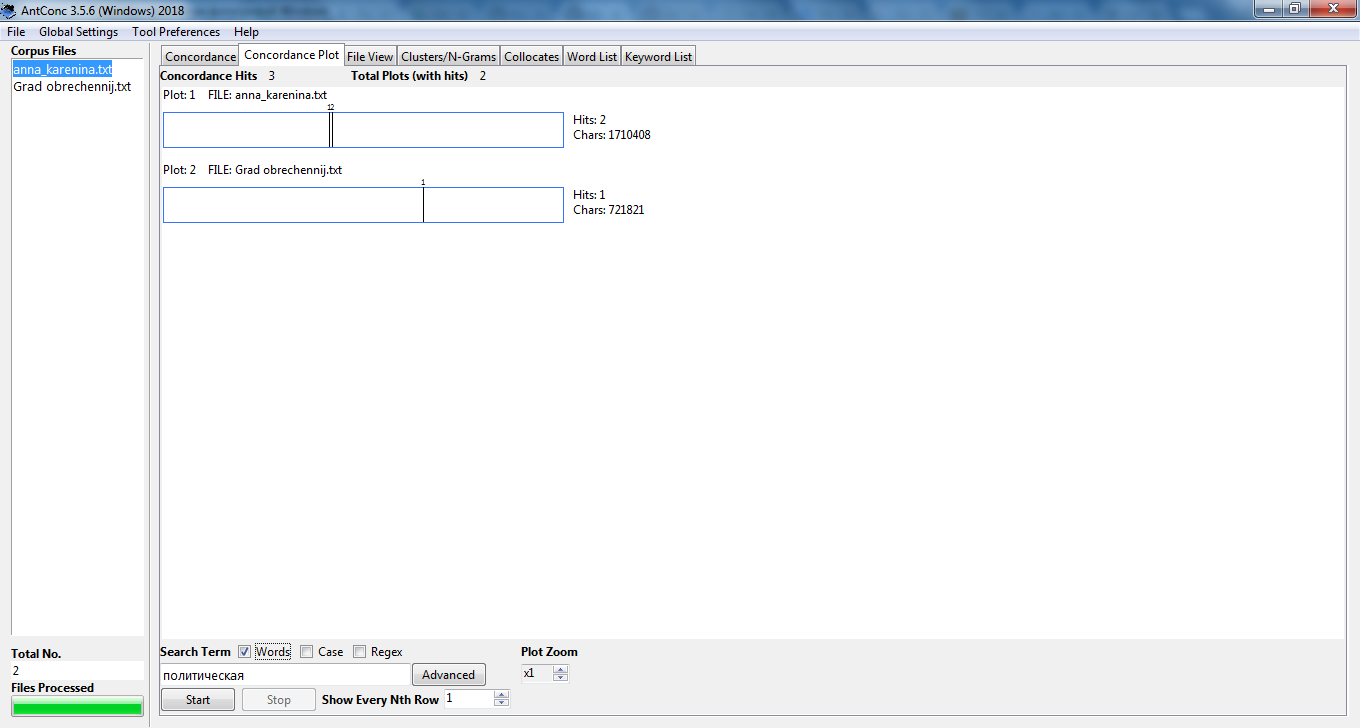 AntConc 3.5.6 (Windows) 2018
File Global Settings Tool Preferences Help
Corpus Files
anna_karenina.txt
Grad obrechennij.txt
Total No.
2
Files Processed
Concordance Concordance Plot File View Clusters/N-Grams Collocates Word List Keyword List
Concordance Hits 3 Total Plots (with hits) 2
Plot: 1 FILE: anna_karenina.txt
12
Hits: 2
Chars: 1710408
Plot: 2 FILE: Grad obrechennij.txt
1
Hits: 1
Chars: 721821
Search Term Words Case Regex Plot Zoom
политическая Advanced x1
Start Stop Show Every Nth Row 1